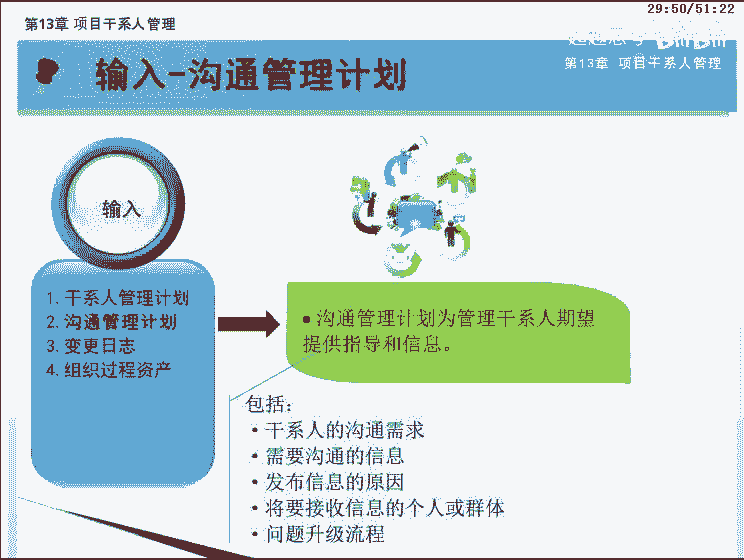 29:50/51:22
第13章 项目干系人管理
第13章 项目干系人管理
输入-沟通管理计划
输入
1. 干系人管理计划
2. 沟通管理计划
3. 变更日志
4. 组织过程资产
• 沟通管理计划为管理干系人期望
提供指导和信息。
包括：
• 干系人的沟通需求
• 需要沟通的信息
• 发布信息的原因
• 将要接收信息的个人或群体
• 问题升级流程